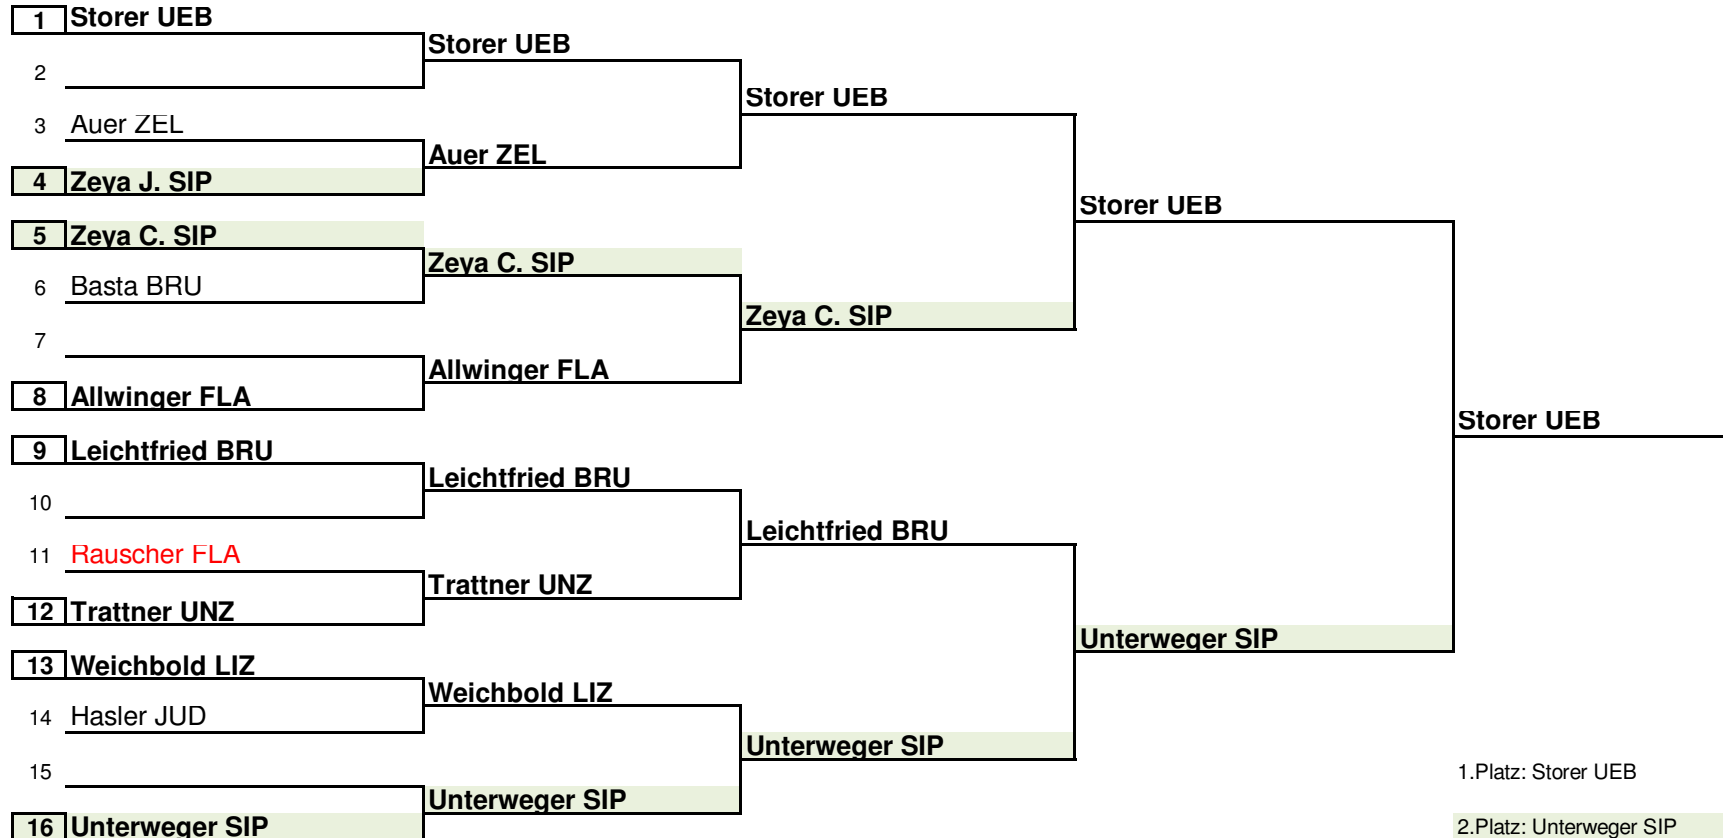 1 Storer UEB
Storer UEB
2
Storer UEB
3 Auer ZEL
Auer ZEL
4 Zeya J. SIP
Storer UEB
5 Zeya C. SIP
Zeya C. SIP
6 Basta BRU
Zeya C. SIP
7
Allwinger FLA
8 Allwinger FLA
Storer UEB
9 Leichtfried BRU
Leichtfried BRU
10
Leichtfried BRU
11 Rauscher FLA
Trattner UNZ
12 Trattner UNZ
Unterweger SIP
13 Weichbold LIZ
Weichbold LIZ
14 Hasler JUD
Unterweger SIP
15
1.Platz: Storer UEB
Unterweger SIP
16 Unterweger SIP
2.Platz: Unterweger SIP